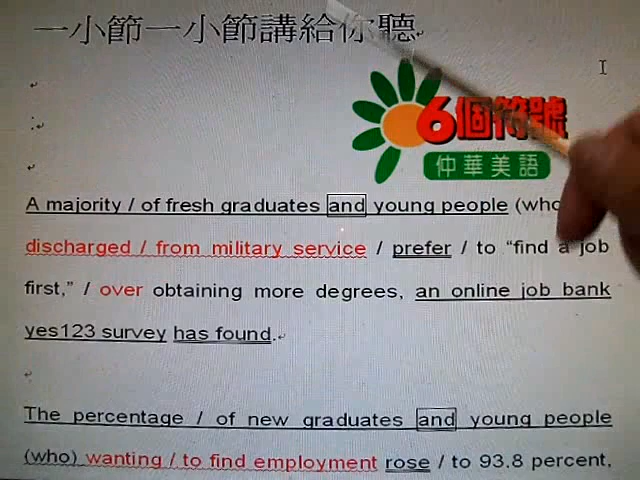 一小節一小節講給你聽
6個符號
仲華美語
A majority / of fresh graduates and young people (who
discharged / from military service / prefer / to “find a job
first,” / over obtaining more degrees, an online job bank
yes123 survey has found.
The percentage / of new graduates and young people
(who) wanting / to find employment rose / to 93.8 percent,